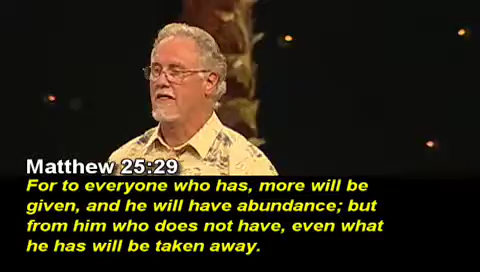 Matthew 25:29
For to everyone who has, more will be
given, and he will have abundance; but
from him who does not have, even what
he has will be taken away.